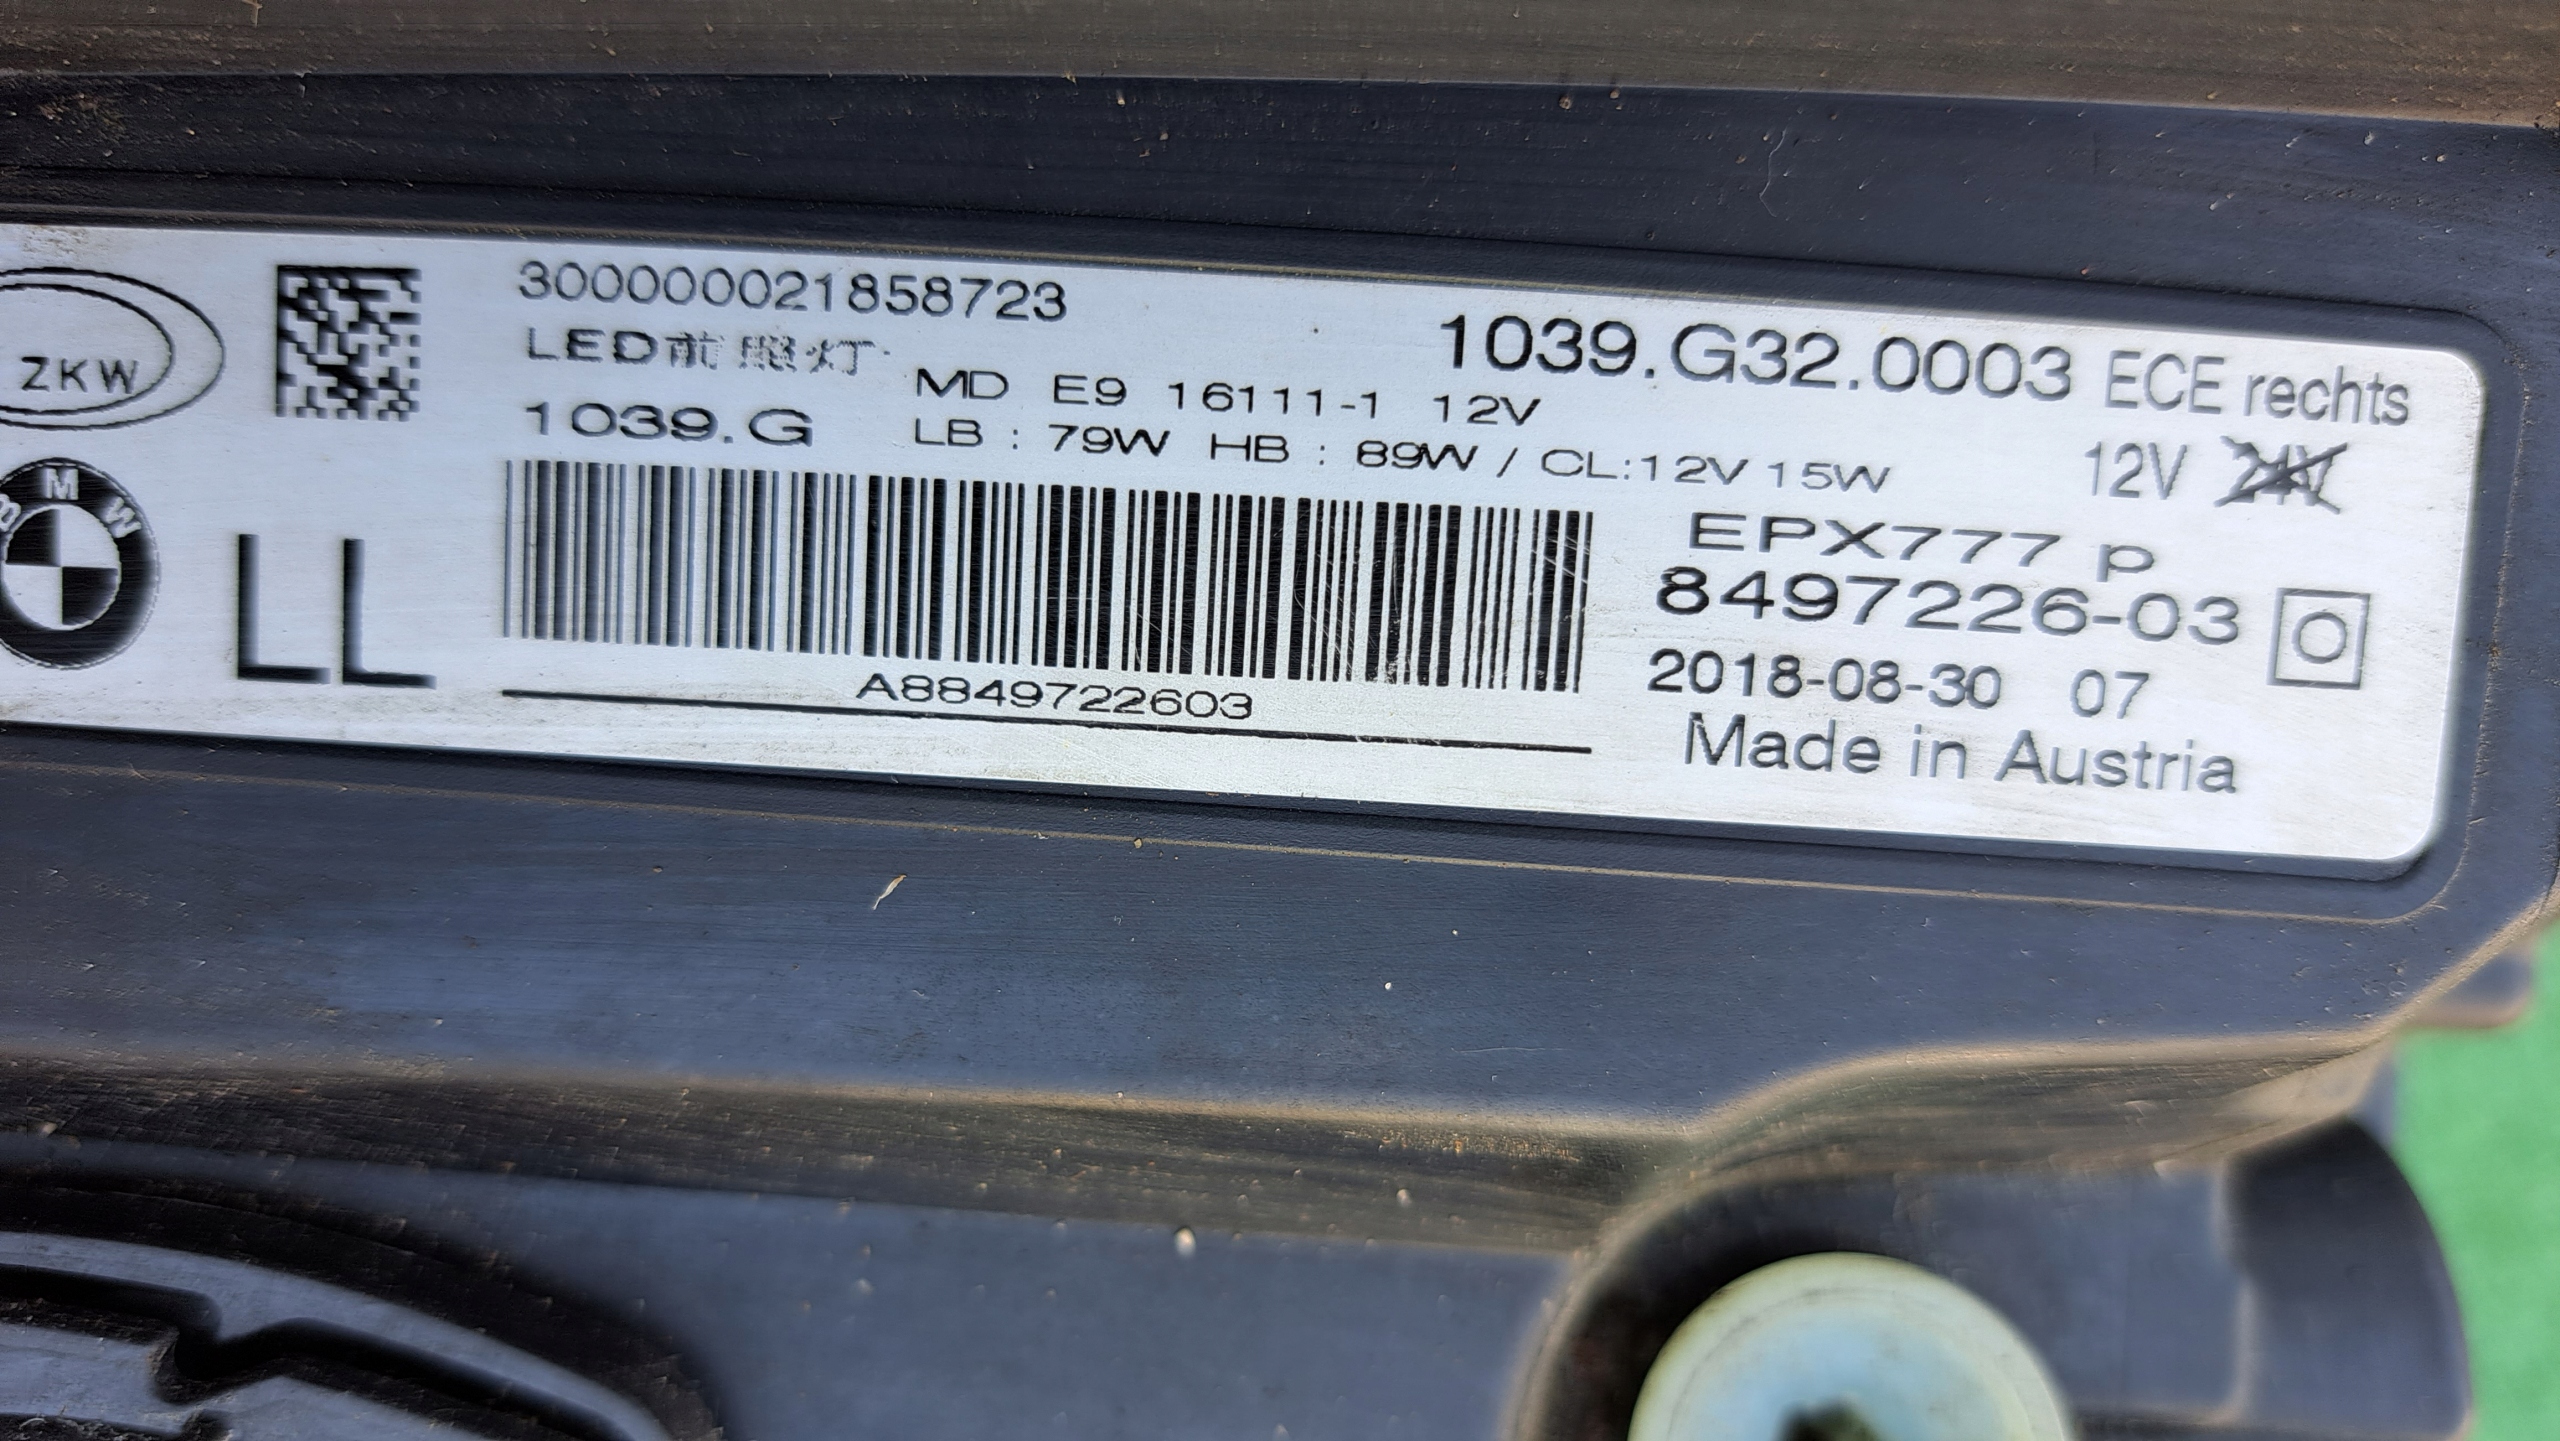 ZKW
300000021858723
LED前照灯
1039.G
MD E9 16111-1 12V
LB : 79W HB : 89W / CL:12V 15W
1039.G32.0003 ECE rechts
12V 24V
BMW
LL
A8849722603
EPX777 p
8497226-03
2018-08-30 07
Made in Austria